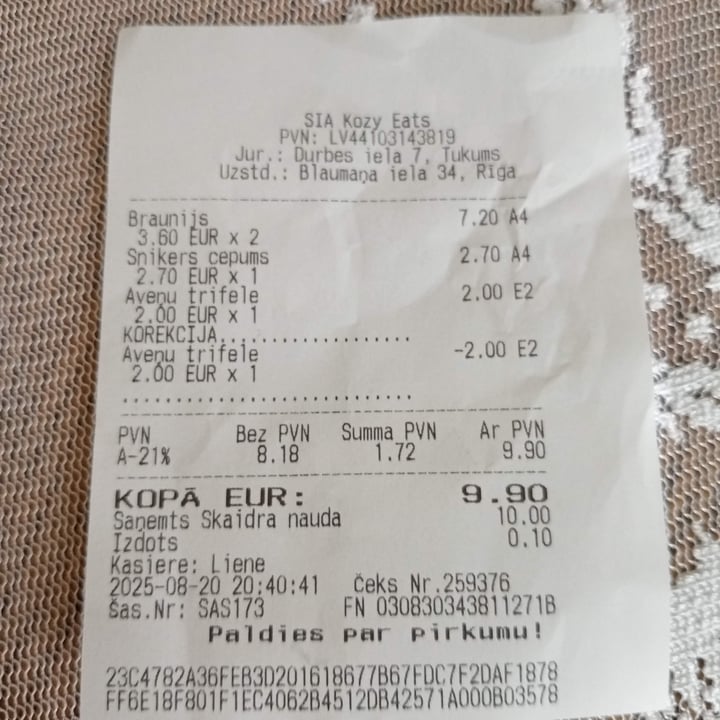 SIA Kozy Eats
PVN: LV44103143819
Jur.: Durbes iela 7, Tukums
Uzstd.: Blaumaņa iela 34, Rīga
Braunijs 7.20 A4
3.60 EUR x 2
Snikers cepums 2.70 A4
2.70 EUR x 1
Aveņu trifele 2.00 E2
2.00 EUR x 1
KOREKCIJA...................
Aveņu trifele -2.00 E2
2.00 EUR x 1
............................
PVN Bez PVN Summa PVN Ar PVN
A-21% 8.18 1.72 9.90
KOPĀ EUR: 9.90
Saņemts Skaidra nauda 10.00
Izdots 0.10
Kasiere: Liene
2025-08-20 20:40:41 Čeks Nr.259376
Šas.Nr: SAS173 FN 030830343811271B
Paldies par pirkumu!
23C4782A36FEB3D201618677B67FDC7F2DAF1878
FF6E18F801F1EC4062B4512DB42571A000B03578